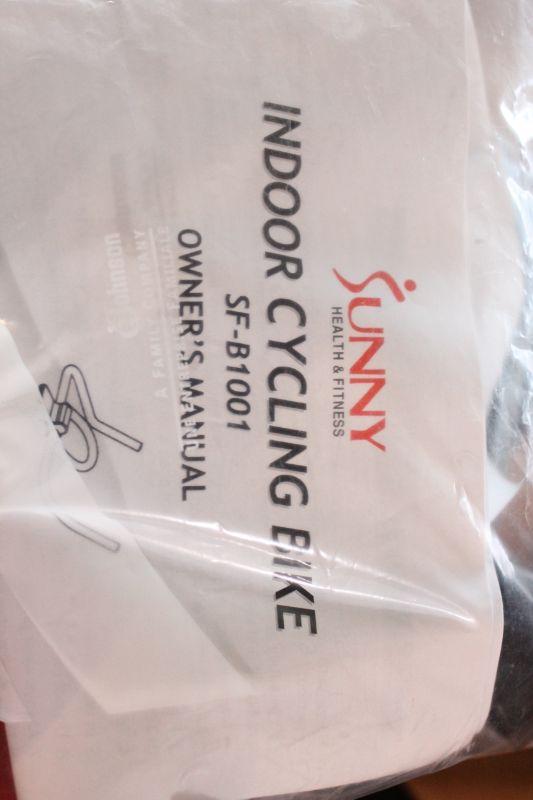 SUNNY
HEALTH & FITNESS
INDOOR CYCLING BIKE
SF-B1001
OWNER'S MANUAL